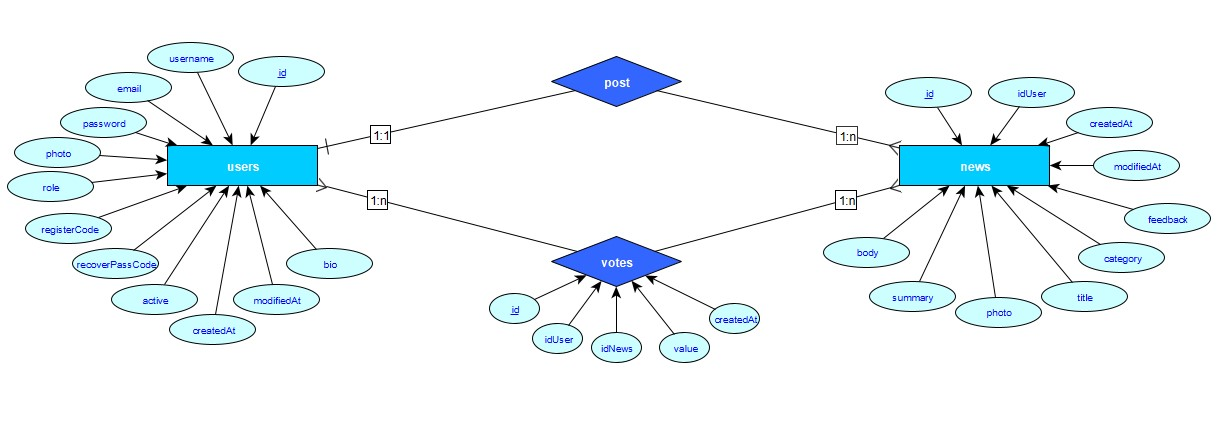 username
id
email
password
photo
role
registerCode
recoverPassCode
active
createdAt
modifiedAt
bio
users
1:1
1:n
post
votes
id
idUser
idNews
value
createdAt
1:n
1:n
news
id
idUser
createdAt
modifiedAt
feedback
category
title
photo
summary
body